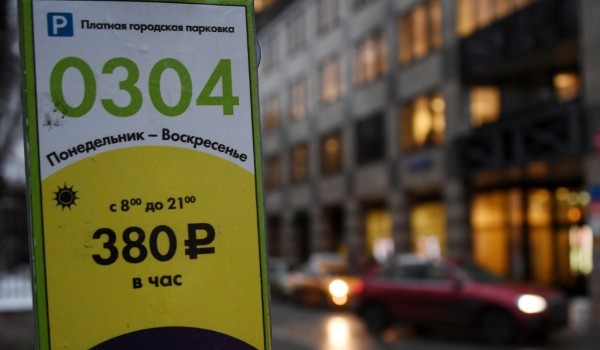 P Платная городская парковка
0304
Понедельник – Воскресенье
с 8⁰⁰ до 21⁰⁰
380 ₽
в час